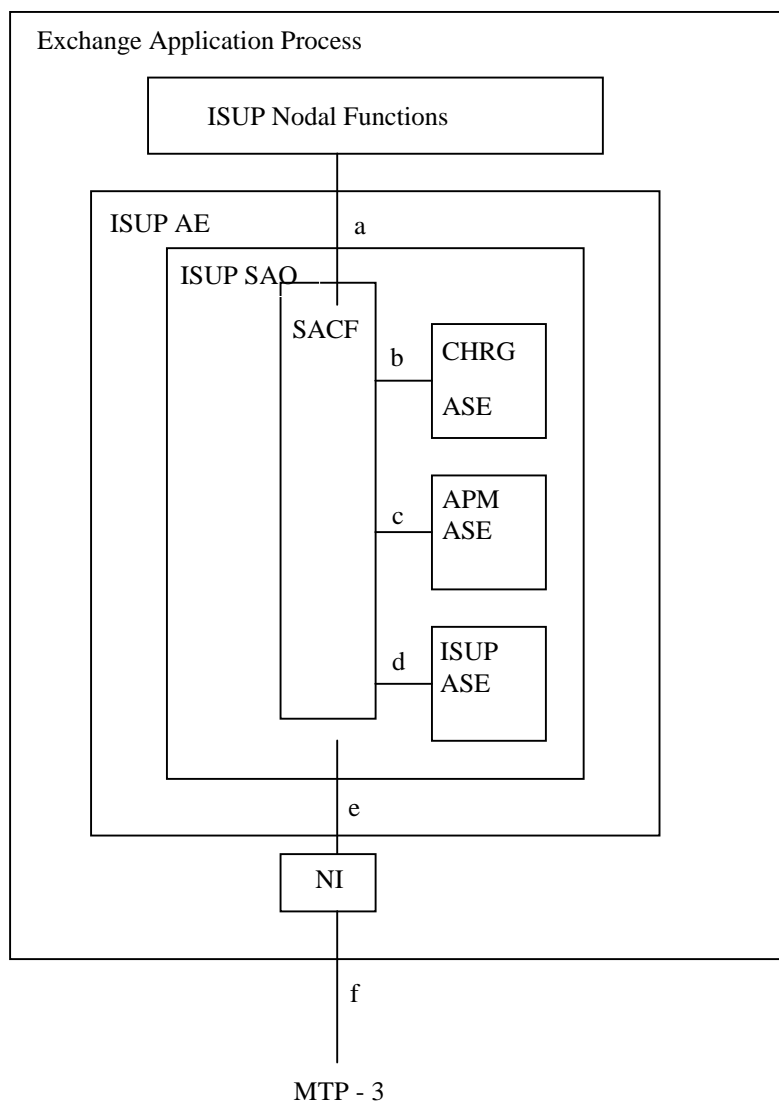 Exchange Application Process
ISUP Nodal Functions
ISUP AE
a
ISUP SAO
SACF
b
CHRG
ASE
c
APM
ASE
d
ISUP
ASE
e
NI
f
MTP - 3